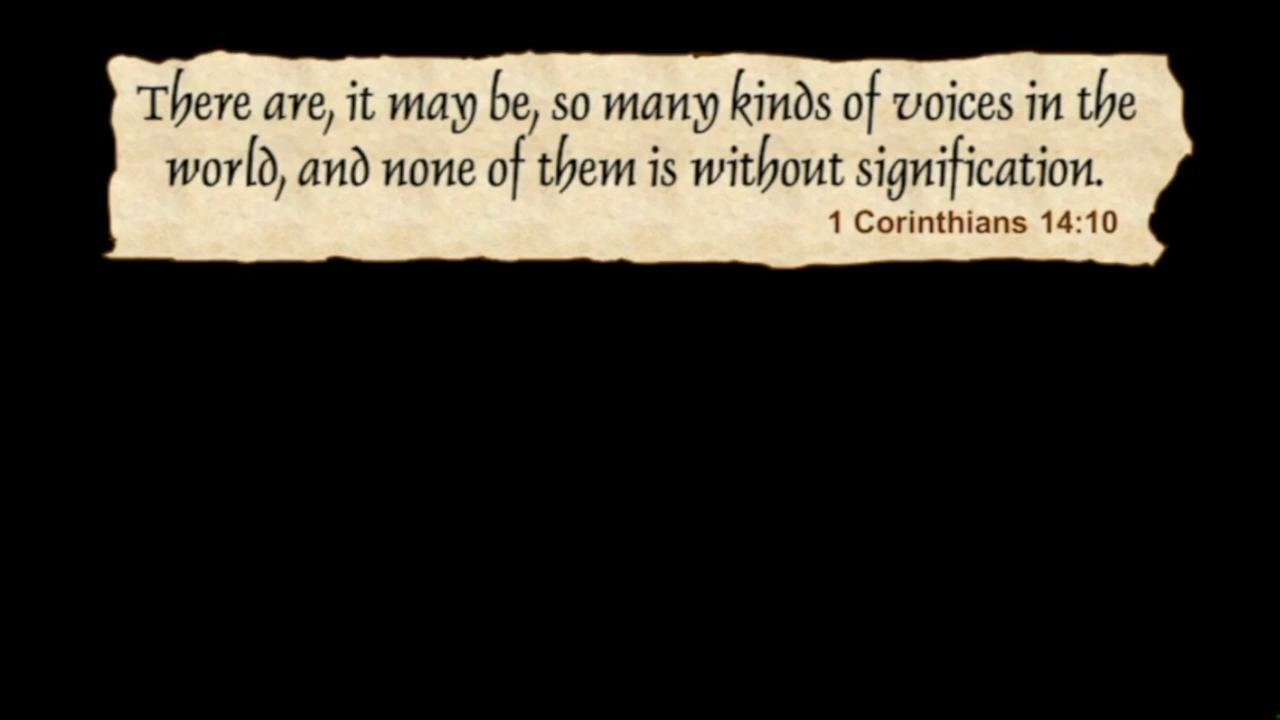 There are, it may be, so many kinds of voices in the
world, and none of them is without signification.
1 Corinthians 14:10